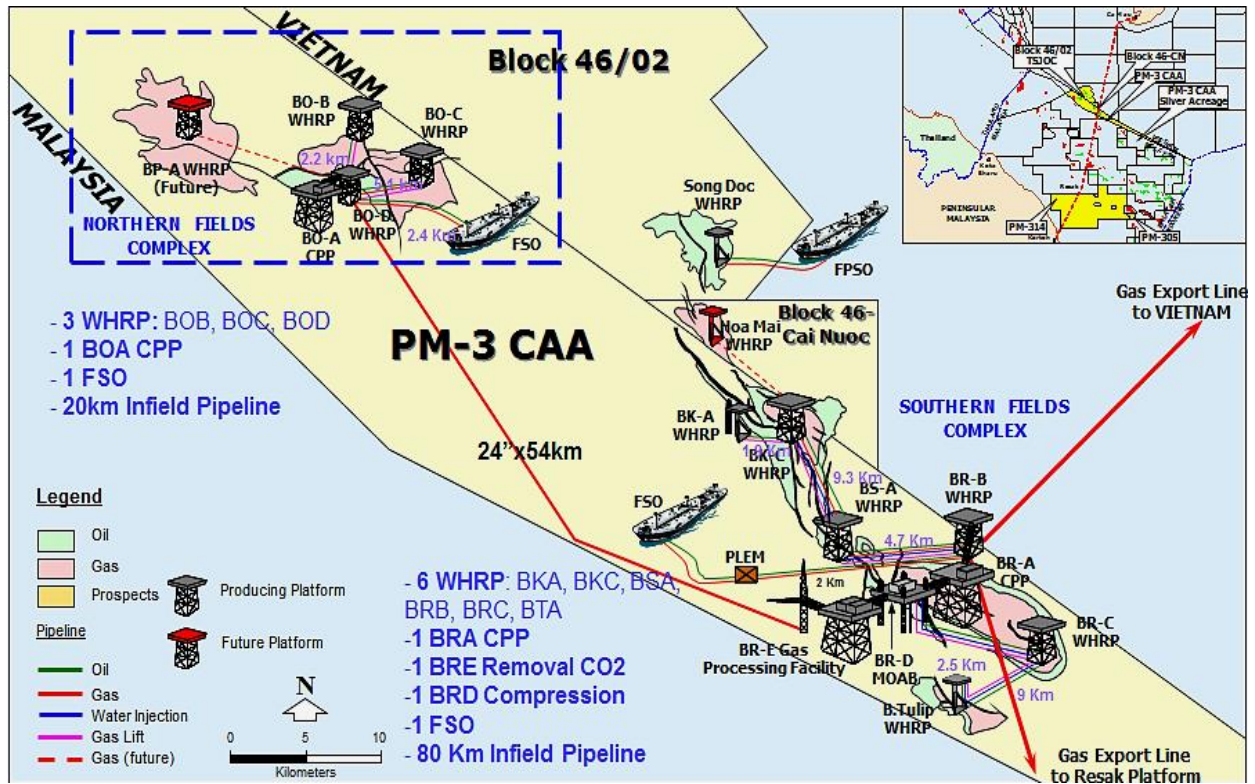 VIETNAM
MALAYSIA
Block 46/02
BO-B
WHRP
BO-C
WHRP
BP-A WHRP
(Future)
2.2 km
5.1 km
2.4 Km
BO-D
WHRP
BO-A
CPP
FSO
NORTHERN FIELDS
COMPLEX
Song Doc
WHRP
FPSO
Block 46/02
TSJOC
Block 46-CN
PM-3 CAA
PM-3 CAA
Silver Acreage
Thailand
PENINSULAR
MALAYSIA
Resak
PM-314
PM-305
Kerteh
Gas Export Line
to VIETNAM
- 3 WHRP: BOB, BOC, BOD
- 1 BOA CPP
- 1 FSO
- 20km Infield Pipeline
PM-3 CAA
Block 46-
Cai Nuoc
Hoa Mai
WHRP
SOUTHERN FIELDS
COMPLEX
BK-A
WHRP
BK-C
WHRP
9.3 Km
24"x54km
BS-A
WHRP
BR-B
WHRP
4.7 Km
FSO
PLEM
2 Km
BR-A
CPP
BR-C
WHRP
BR-E Gas
Processing Facility
BR-D
MOAB
2.5 Km
9 Km
B.Tulip
WHRP
- 6 WHRP: BKA, BKC, BSA,
BRB, BRC, BTA
-1 BRA CPP
-1 BRE Removal CO2
-1 BRD Compression
-1 FSO
- 80 Km Infield Pipeline
Gas Export Line
to Resak Platform
Legend
Oil
Gas
Prospects
Producing Platform
Pipeline
Future Platform
Oil
Gas
Water Injection
Gas Lift
Gas (future)
N
0 5 10
Kilometers